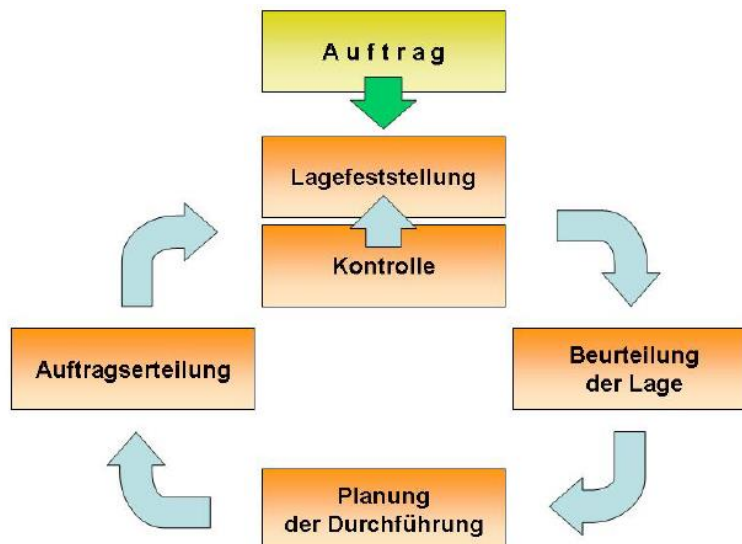 Auftrag
Lagefeststellung
Kontrolle
Auftragserteilung
Beurteilung
der Lage
Planung
der Durchführung